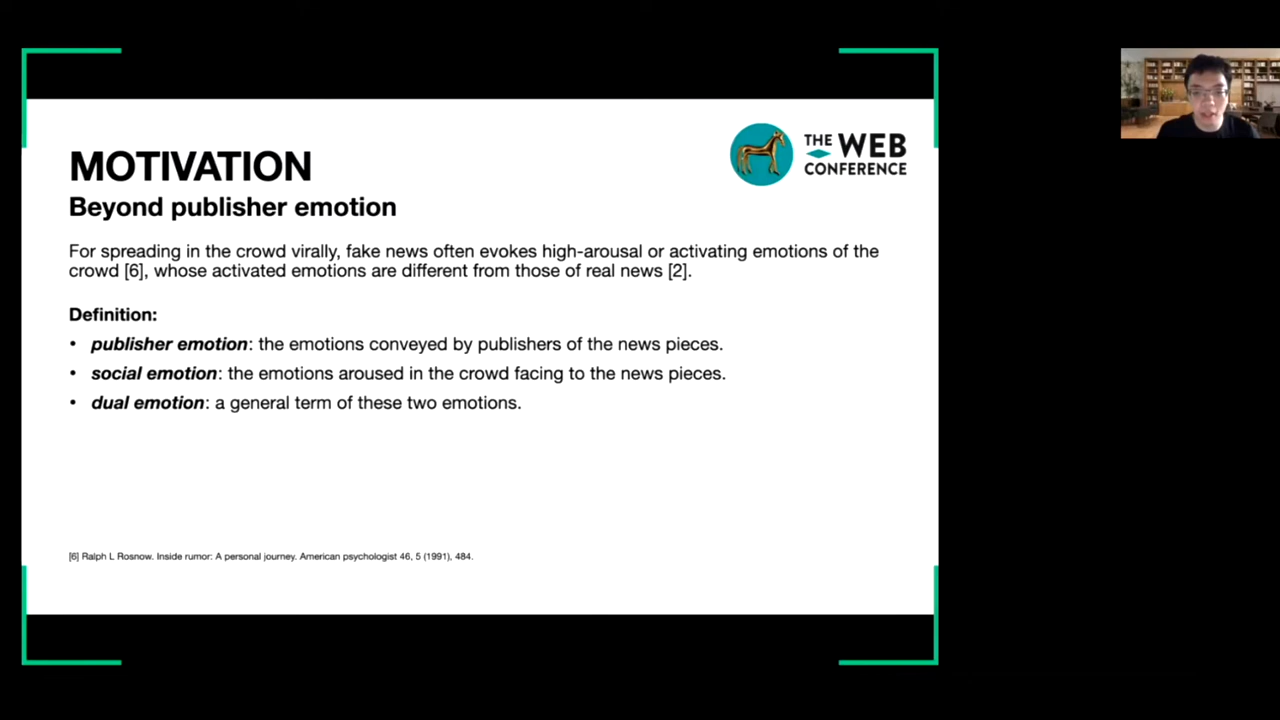 MOTIVATION
THE WEB
CONFERENCE
Beyond publisher emotion
For spreading in the crowd virally, fake news often evokes high-arousal or activating emotions of the
crowd [6], whose activated emotions are different from those of real news [2].
Definition:
• publisher emotion: the emotions conveyed by publishers of the news pieces.
• social emotion: the emotions aroused in the crowd facing to the news pieces.
• dual emotion: a general term of these two emotions.
[6] Ralph L Rosnow. Inside rumor: A personal journey. American psychologist 46, 5 (1991), 484.